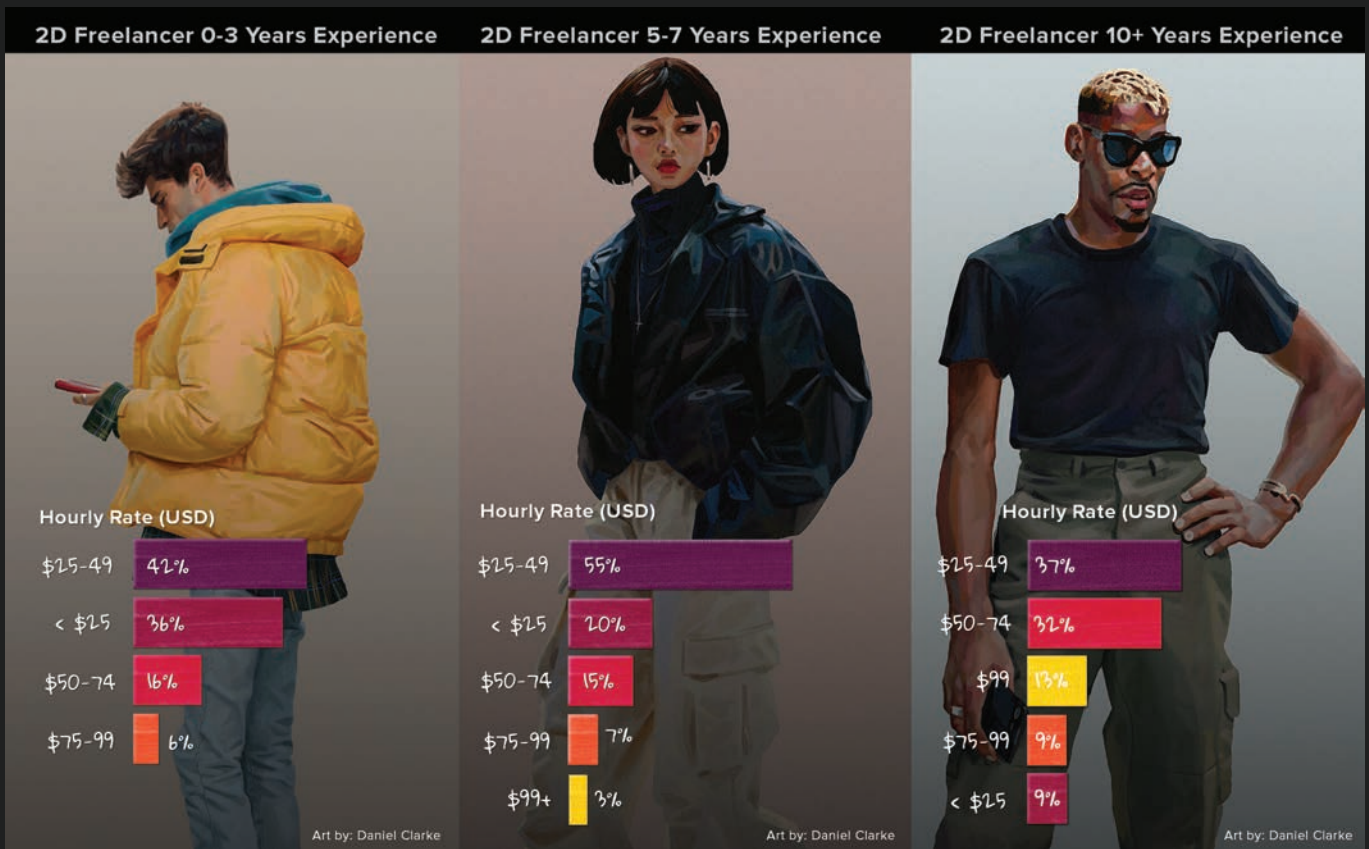 2D Freelancer 0-3 Years Experience
Hourly Rate (USD)
$25-49 42%
< $25 36%
$50-74 16%
$75-99 6%
Art by: Daniel Clarke
2D Freelancer 5-7 Years Experience
Hourly Rate (USD)
$25-49 55%
< $25 20%
$50-74 15%
$75-99 7%
$99+ 3%
Art by: Daniel Clarke
2D Freelancer 10+ Years Experience
Hourly Rate (USD)
$25-49 37%
$50-74 32%
$99 13%
$75-99 9%
< $25 9%
Art by: Daniel Clarke